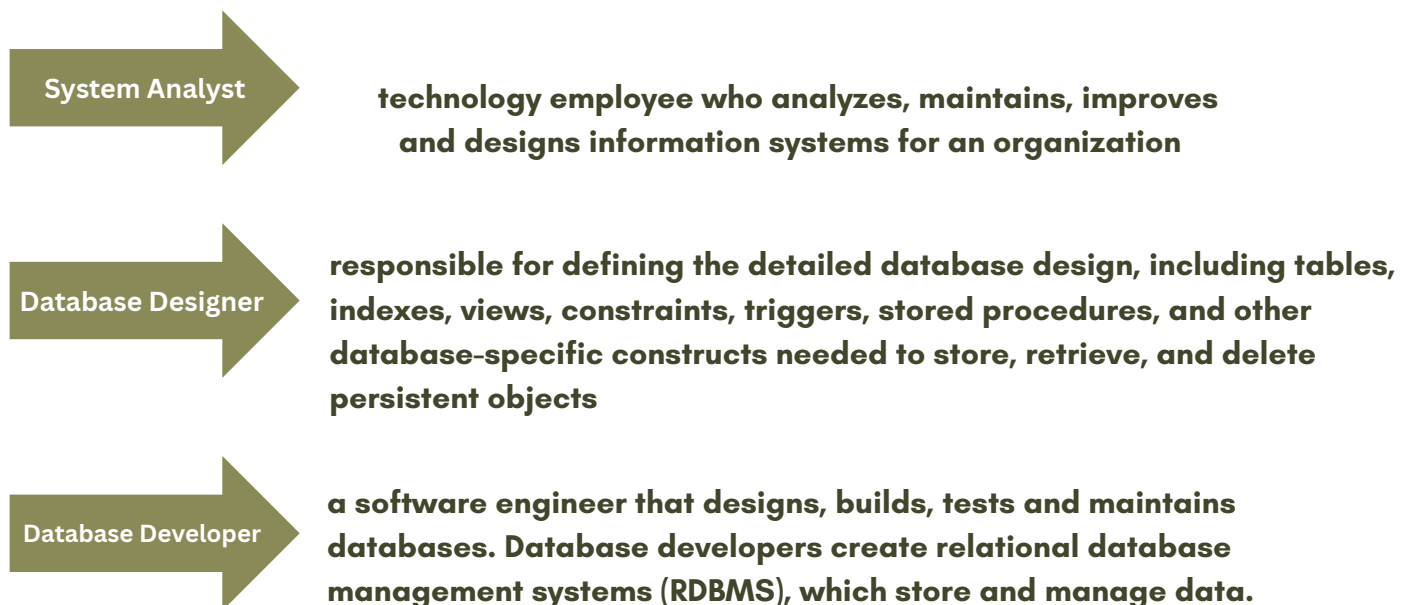 System Analyst
technology employee who analyzes, maintains, improves
and designs information systems for an organization
Database Designer
responsible for defining the detailed database design, including tables,
indexes, views, constraints, triggers, stored procedures, and other
database-specific constructs needed to store, retrieve, and delete
persistent objects
Database Developer
a software engineer that designs, builds, tests and maintains
databases. Database developers create relational database
management systems (RDBMS), which store and manage data.